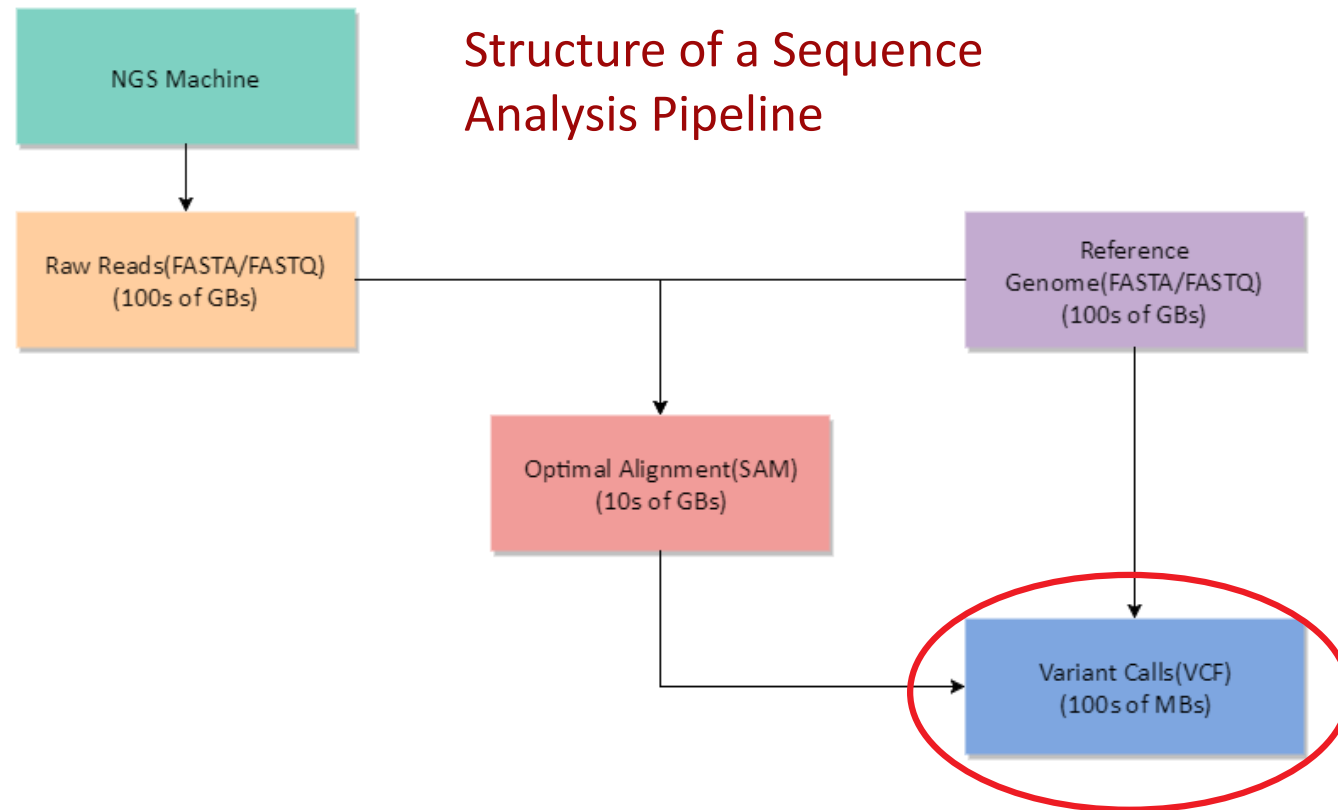 Structure of a Sequence
Analysis Pipeline
NGS Machine
Raw Reads(FASTA/FASTQ)
(100s of GBs)
Reference
Genome(FASTA/FASTQ)
(100s of GBs)
Optimal Alignment(SAM)
(10s of GBs)
Variant Calls(VCF)
(100s of MBs)